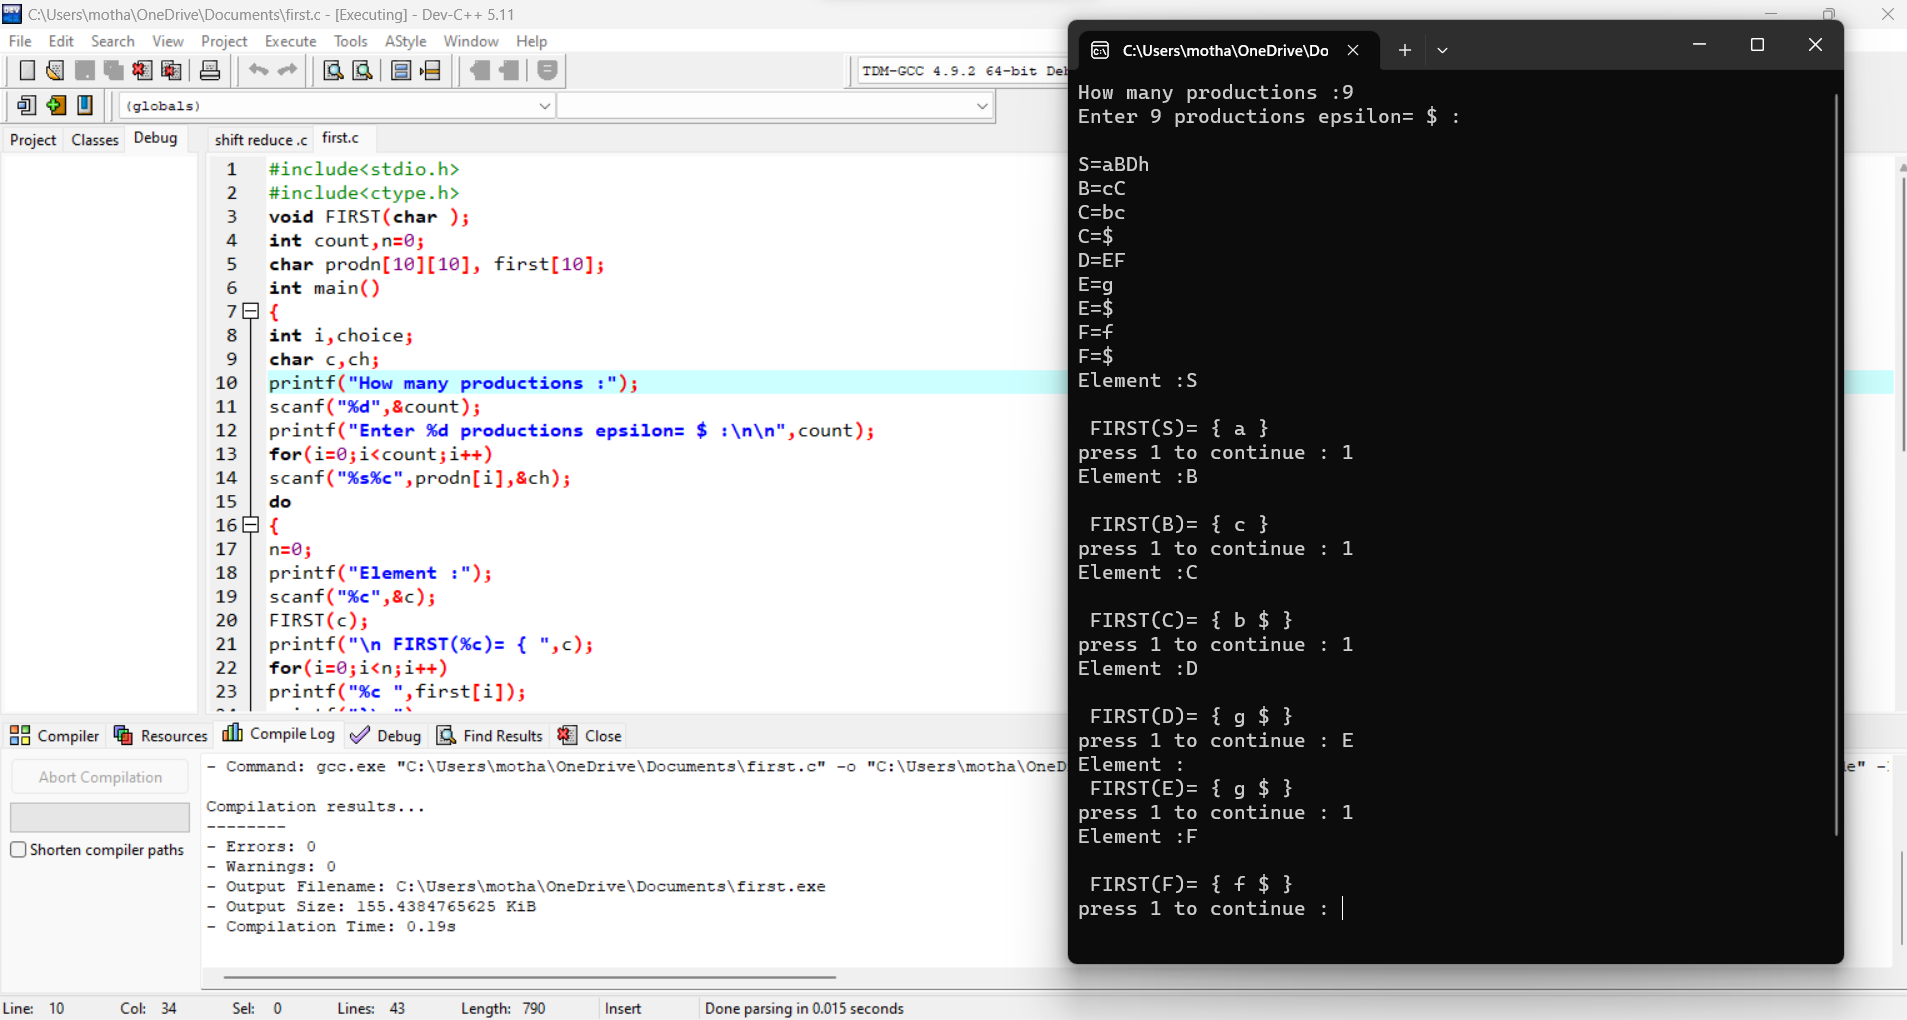 C:\Users\motha\OneDrive\Documents\first.c - [Executing] - Dev-C++ 5.11
File Edit Search View Project Execute Tools AStyle Window Help
TDM-GCC 4.9.2 64-bit
(globals)
Project Classes Debug
shift reduce .c first.c
1 #include<stdio.h>
2 #include<ctype.h>
3 void FIRST(char );
4 int count,n=0;
5 char prodn[10][10], first[10];
6 int main()
7 {
8 int i,choice;
9 char c,ch;
10 printf("How many productions :");
11 scanf("%d",&count);
12 printf("Enter %d productions epsilon= $ :\n\n",count);
13 for(i=0;i<count;i++)
14 scanf("%s%c",prodn[i],&ch);
15 do
16 {
17 n=0;
18 printf("Element :");
19 scanf("%c",&c);
20 FIRST(c);
21 printf("\n FIRST(%c)= { ",c);
22 for(i=0;i<n;i++)
23 printf("%c ",first[i]);
Compiler Resources Compile Log Debug Find Results Close
Abort Compilation
Shorten compiler paths
- Command: gcc.exe "C:\Users\motha\OneDrive\Documents\first.c" -o "C:\Users\motha\OneD
Compilation results...
--------
- Errors: 0
- Warnings: 0
- Output Filename: C:\Users\motha\OneDrive\Documents\first.exe
- Output Size: 155.4384765625 KiB
- Compilation Time: 0.19s
Line: 10 Col: 34 Sel: 0 Lines: 43 Length: 790 Insert Done parsing in 0.015 seconds
C:\Users\motha\OneDrive\Do
How many productions :9
Enter 9 productions epsilon= $ :
S=aBDh
B=cC
C=bc
C=$
D=EF
E=g
E=$
F=f
F=$
Element :S
FIRST(S)= { a }
press 1 to continue : 1
Element :B
FIRST(B)= { c }
press 1 to continue : 1
Element :C
FIRST(C)= { b $ }
press 1 to continue : 1
Element :D
FIRST(D)= { g $ }
press 1 to continue : E
Element :
FIRST(E)= { g $ }
press 1 to continue : 1
Element :F
FIRST(F)= { f $ }
press 1 to continue :